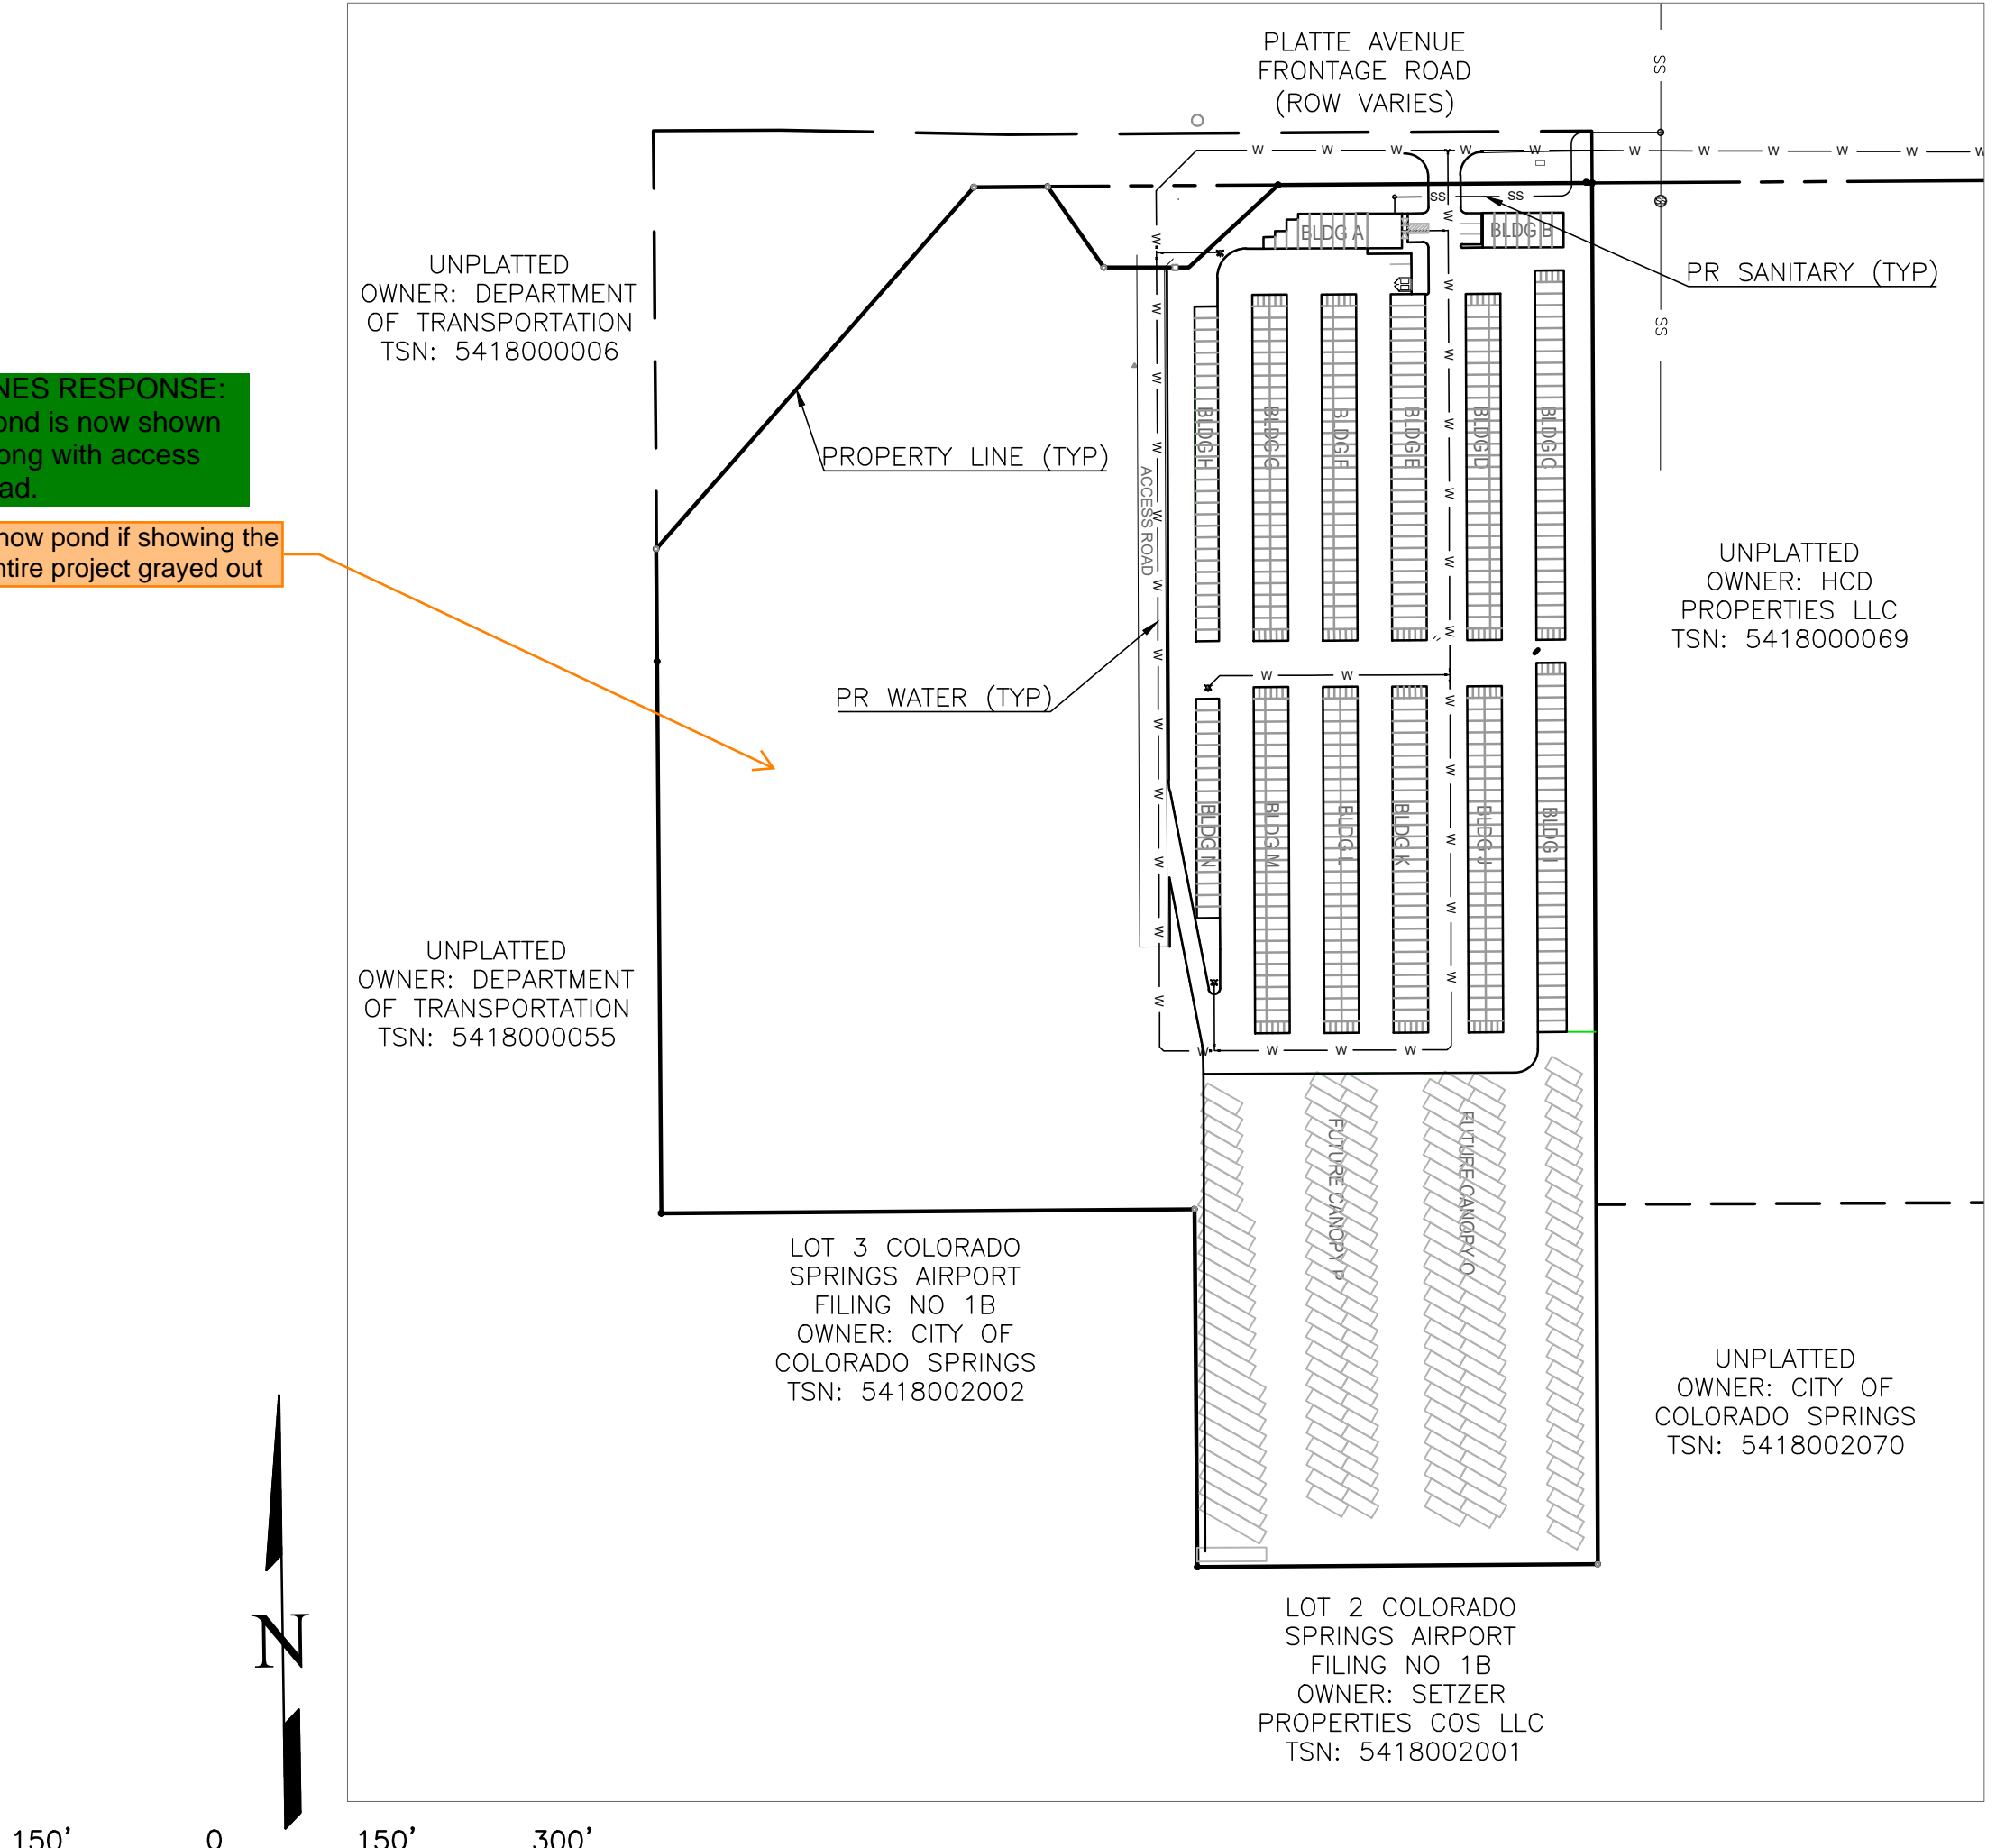 PLATTE AVENUE
FRONTAGE ROAD
(ROW VARIES)
SS
W W W W W W W W W W W
SS SS
BLDG A
BLDG B
PR SANITARY (TYP)
SS
UNPLATTED
OWNER: DEPARTMENT
OF TRANSPORTATION
TSN: 5418000006
NES RESPONSE:
ond is now shown
ong with access
ad.
now pond if showing the
ntire project grayed out
PROPERTY LINE (TYP)
ACCESS ROAD
BLDG H
BLDG G
BLDG F
BLDG E
BLDG D
BLDG C
UNPLATTED
OWNER: HCD
PROPERTIES LLC
TSN: 5418000069
PR WATER (TYP)
W W
BLDG N
BLDG M
BLDG L
BLDG K
BLDG J
BLDG I
UNPLATTED
OWNER: DEPARTMENT
OF TRANSPORTATION
TSN: 5418000055
W W W W
FUTURE CANOPY P
FUTURE CANOPY O
LOT 3 COLORADO
SPRINGS AIRPORT
FILING NO 1B
OWNER: CITY OF
COLORADO SPRINGS
TSN: 5418002002
UNPLATTED
OWNER: CITY OF
COLORADO SPRINGS
TSN: 5418002070
N
LOT 2 COLORADO
SPRINGS AIRPORT
FILING NO 1B
OWNER: SETZER
PROPERTIES COS LLC
TSN: 5418002001
150' 0 150' 300'